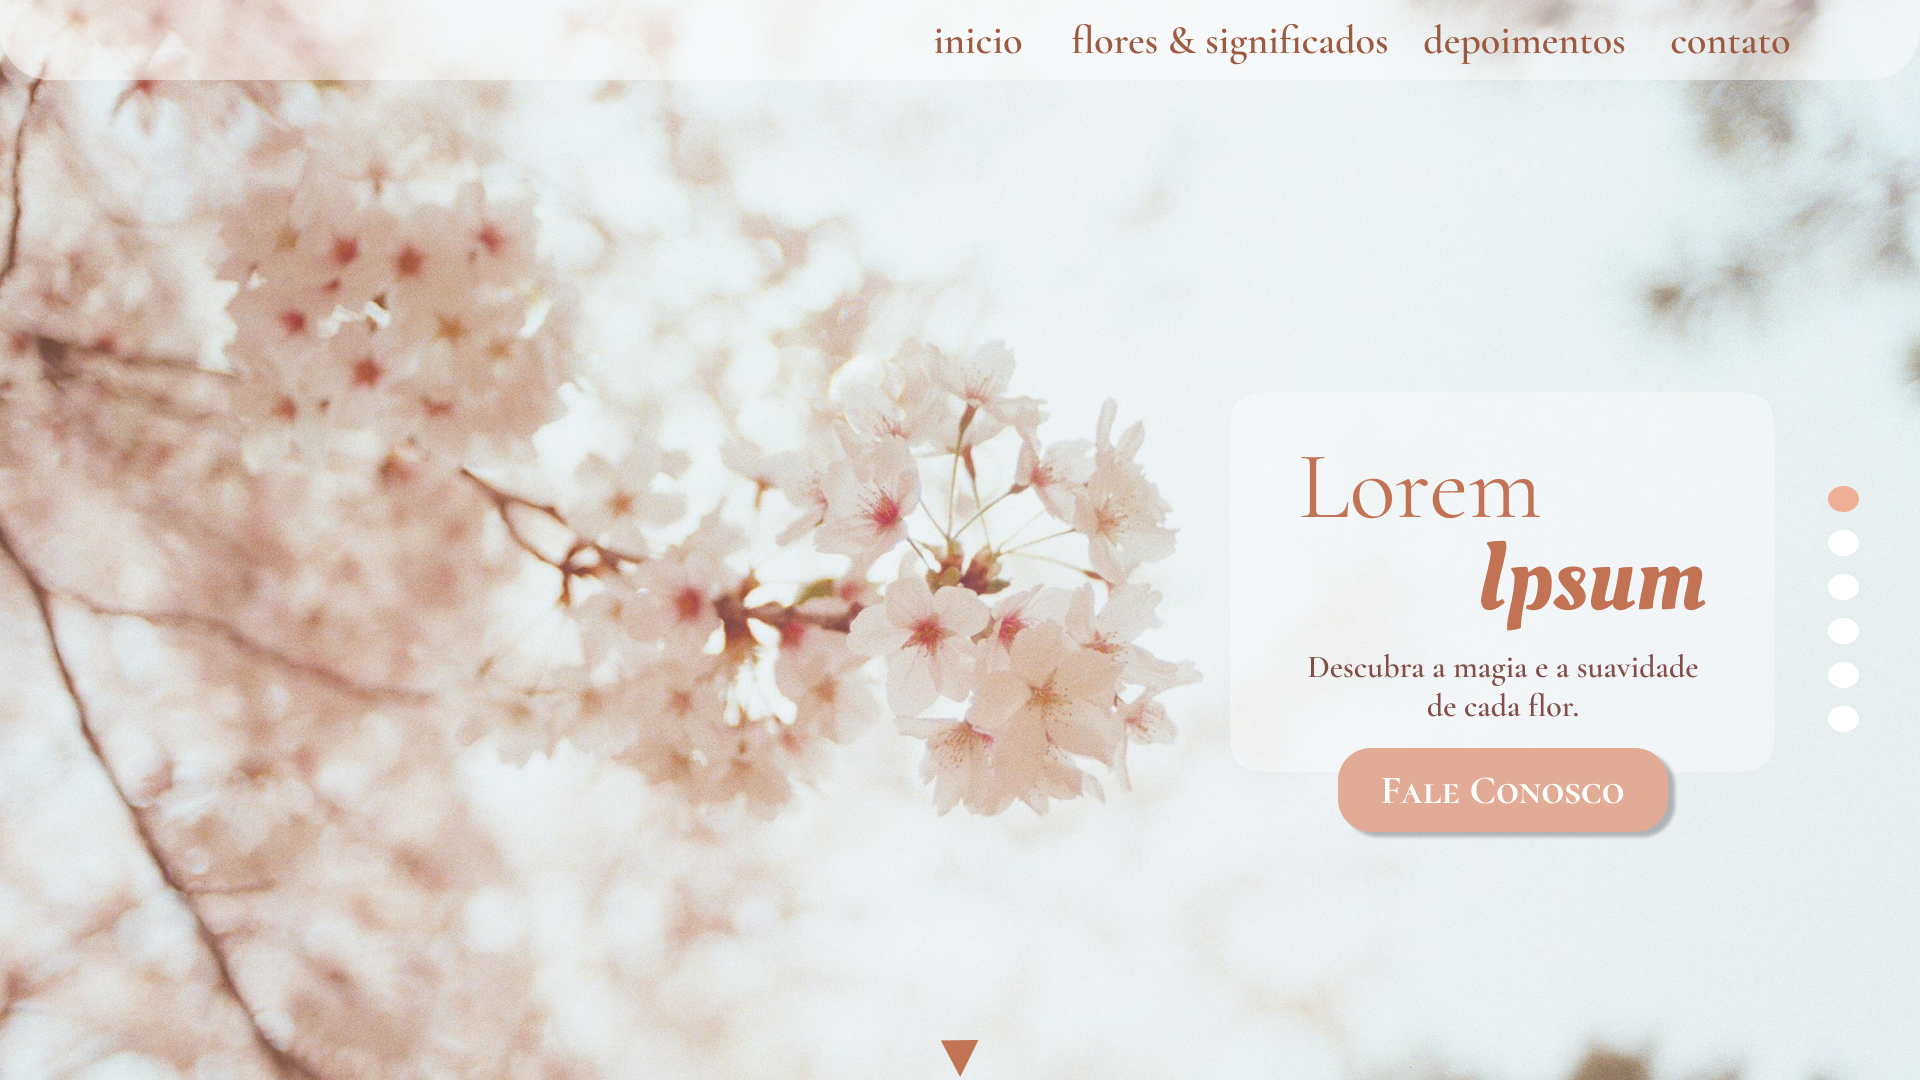 inicio flores & significados depoimentos contato
Lorem
Ipsum
Descubra a magia e a suavidade
de cada flor.
Fale Conosco